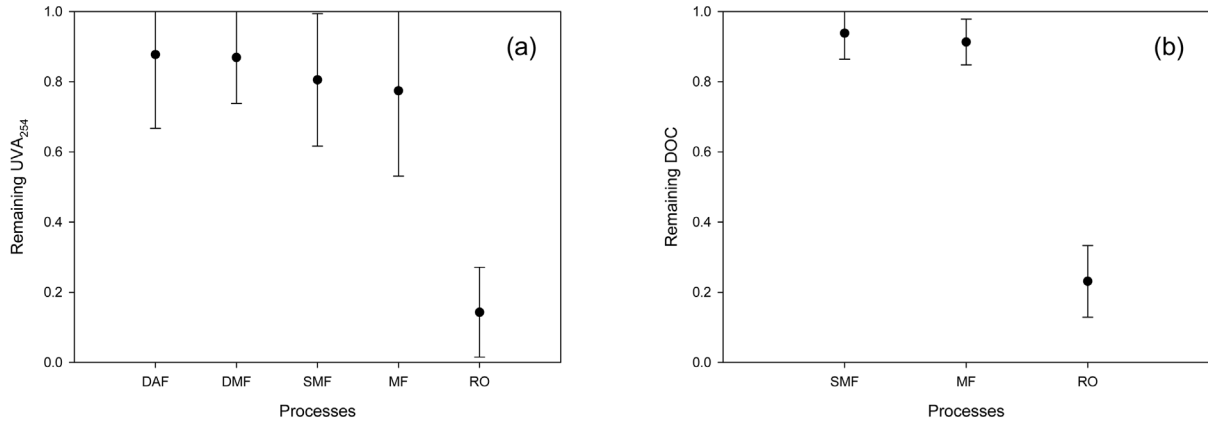 (a)
Remaining UVA254
1.0
0.8
0.6
0.4
0.2
0.0
DAF DMF SMF MF RO
Processes
(b)
Remaining DOC
1.0
0.8
0.6
0.4
0.2
0.0
SMF MF RO
Processes